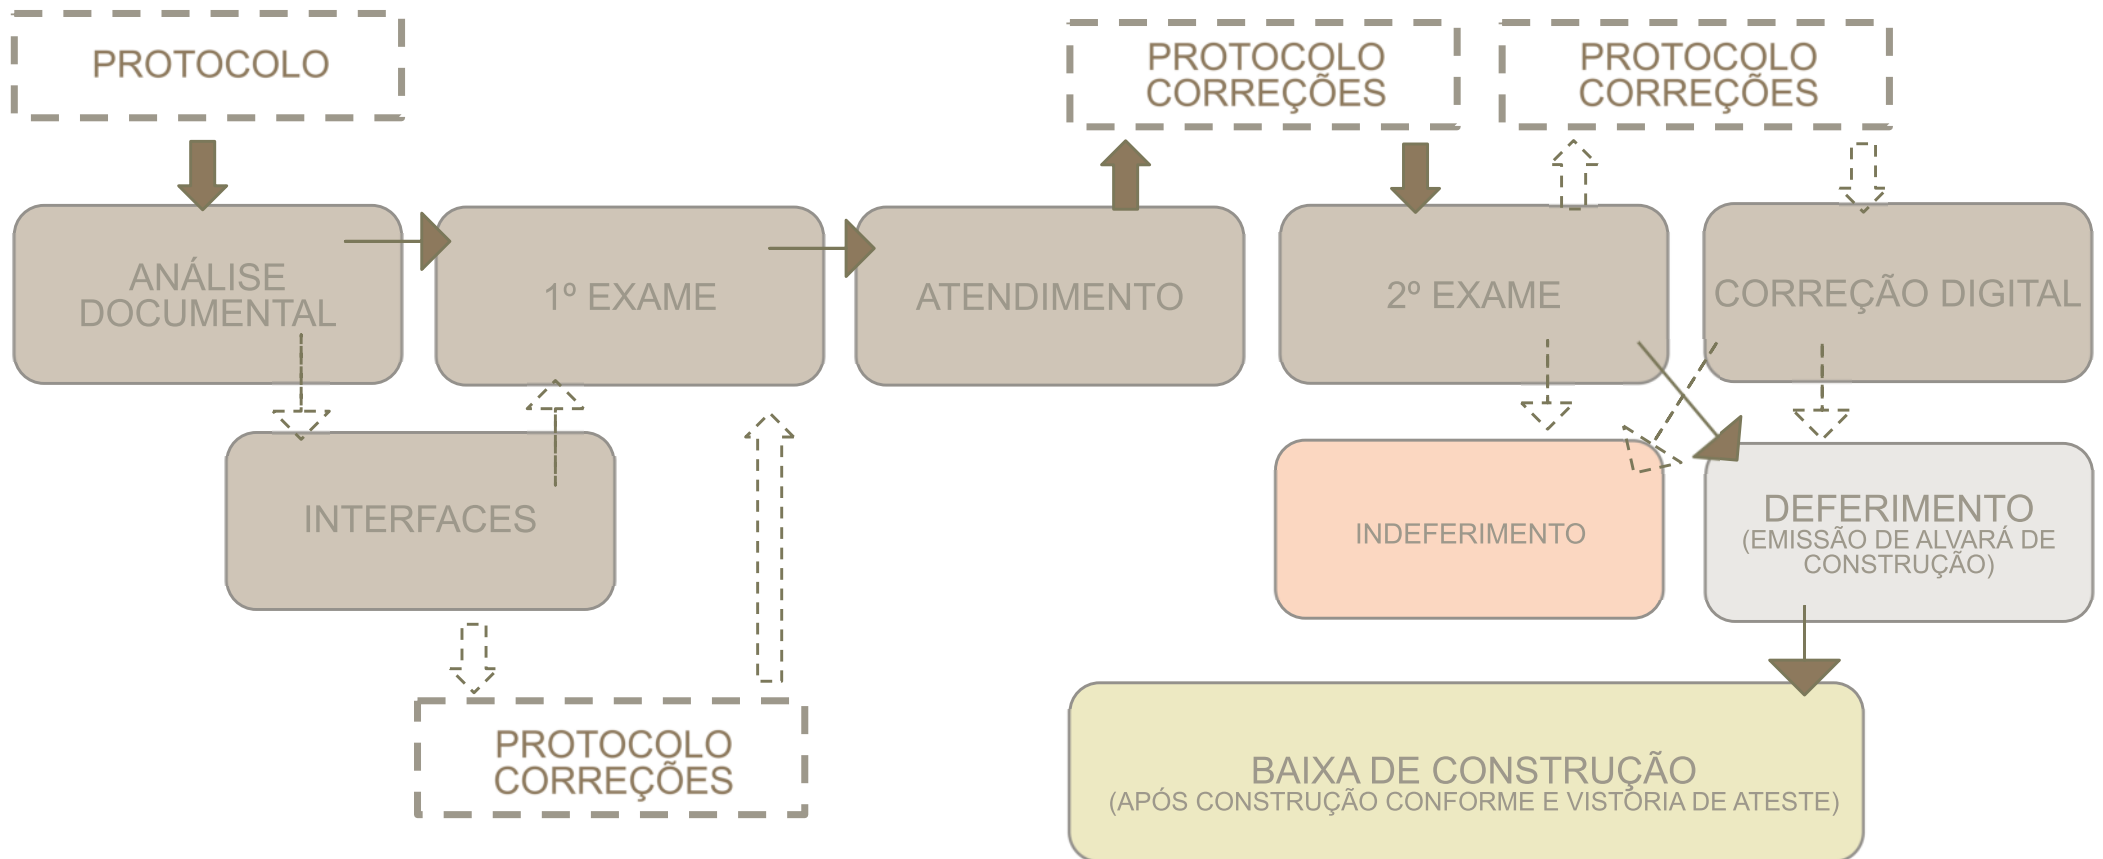 PROTOCOLO
PROTOCOLO
CORREÇÕES
PROTOCOLO
CORREÇÕES
ANÁLISE
DOCUMENTAL
1º EXAME
ATENDIMENTO
2º EXAME
CORREÇÃO DIGITAL
INTERFACES
INDEFERIMENTO
DEFERIMENTO
(EMISSÃO DE ALVARÁ DE
CONSTRUÇÃO)
PROTOCOLO
CORREÇÕES
BAIXA DE CONSTRUÇÃO
(APÓS CONSTRUÇÃO CONFORME E VISTORIA DE ATESTE)